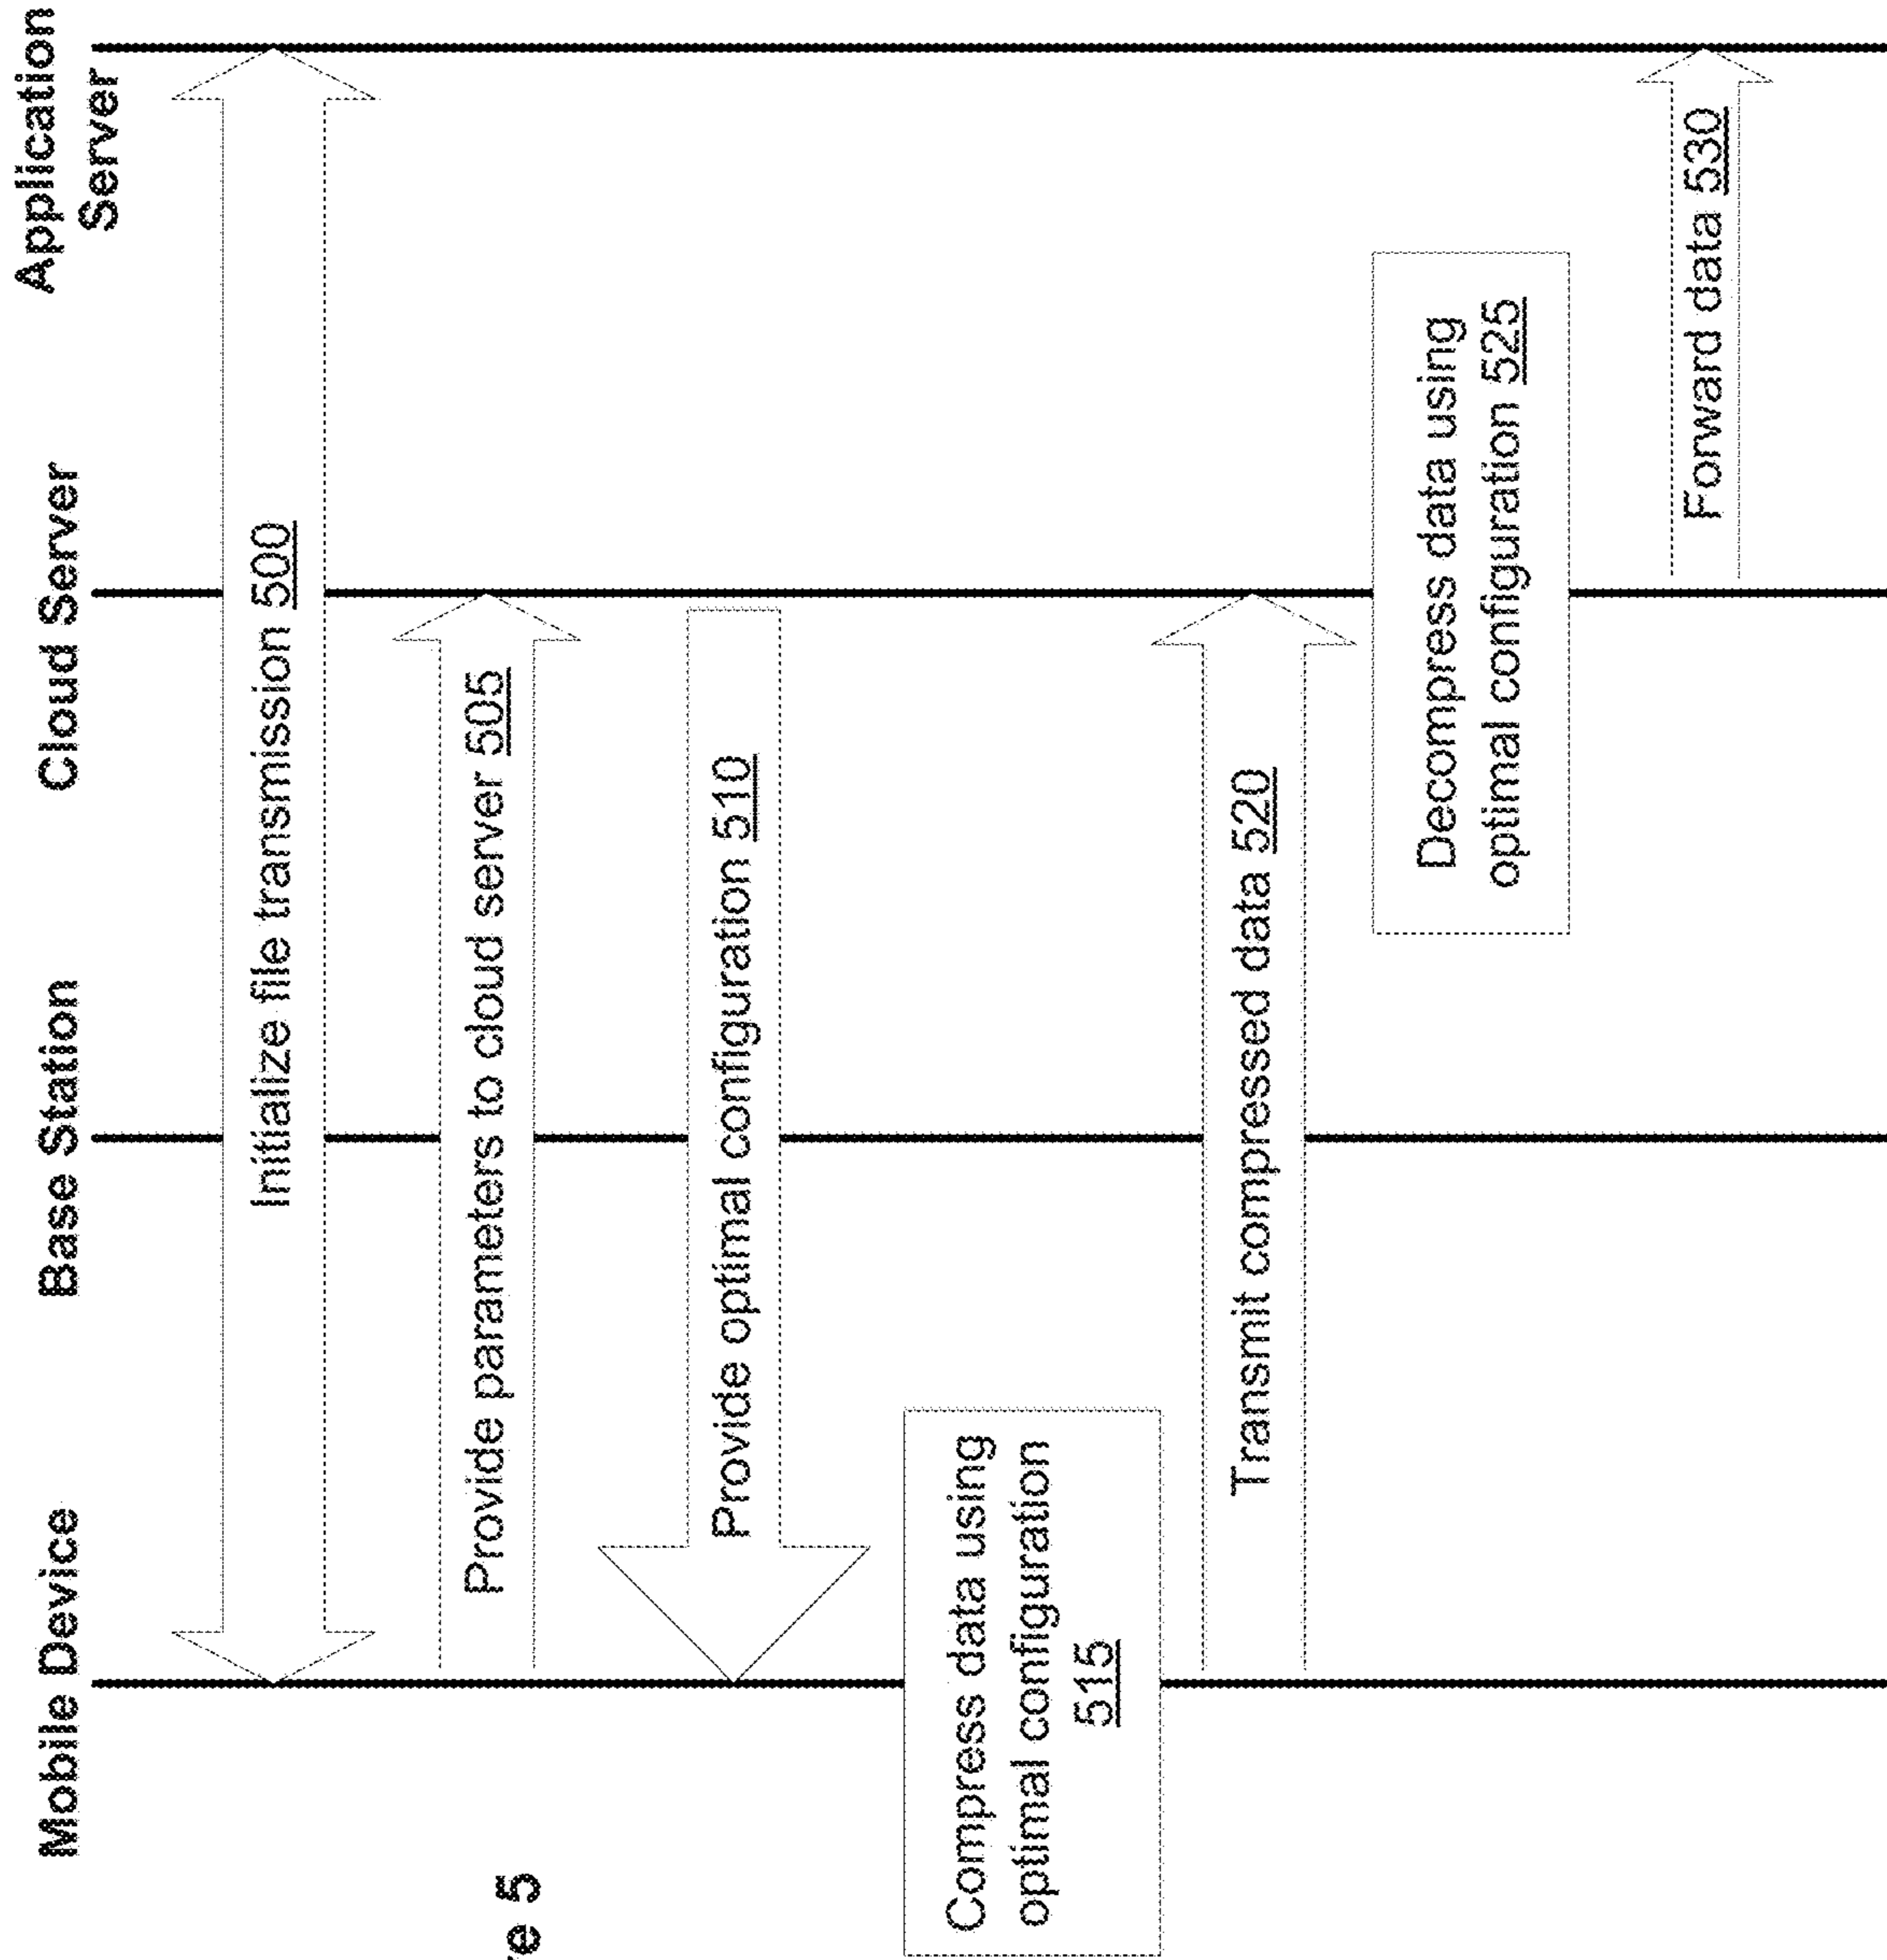 Mobile Device
Base Station
Cloud Server
Application
Server
Initialize file transmission 500
Provide parameters to cloud server 505
Provide optimal configuration 510
Compress data using
optimal configuration
515
Transmit compressed data 520
Decompress data using
optimal configuration 525
Forward data 530
re 5